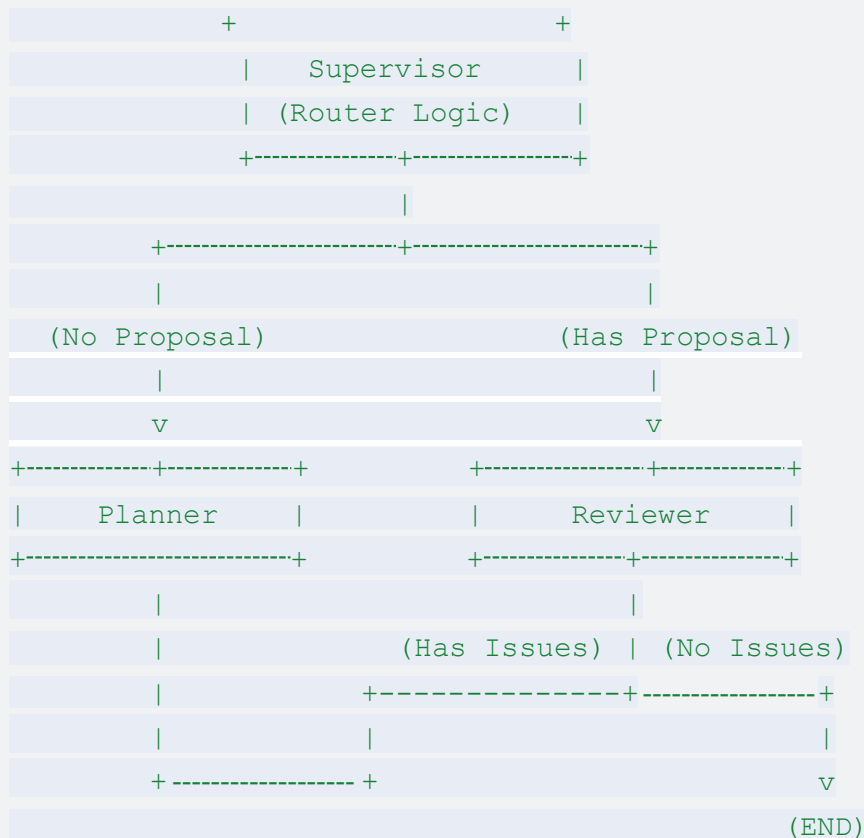 + +
| Supervisor |
| (Router Logic) |
+----------------+------------------+
|
+--------------------------+--------------------------+
| |
(No Proposal) (Has Proposal)
| |
v v
+---------------+---------------+ +-------------------+---------------+
| Planner | | Reviewer |
+------------------------------+ +----------------+----------------+
| |
| (Has Issues) | (No Issues)
| +--------------+-------------------+
| | |
+ -------------------- + v
(END)